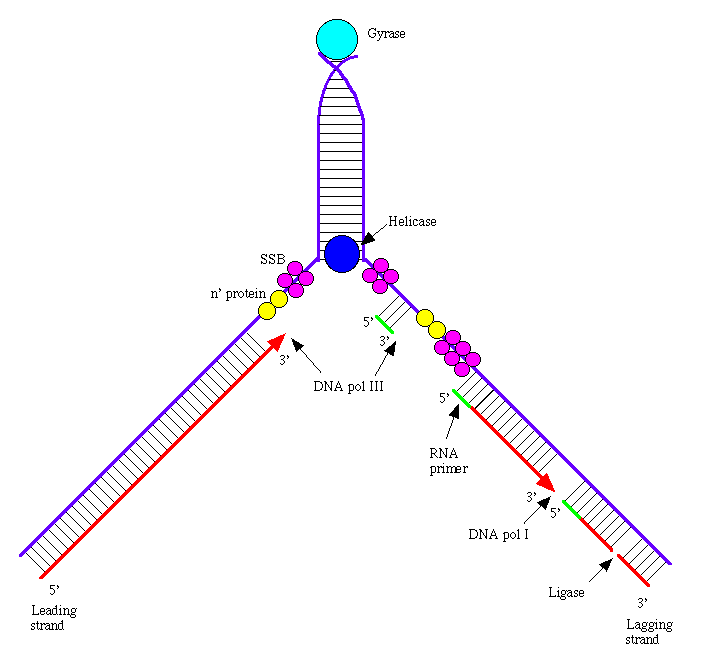 Gyrase
Helicase
SSB
n' protein
5'
3'
3'
DNA pol III
5'
RNA
primer
3'
5'
DNA pol I
Ligase
5'
Leading
strand
3'
Lagging
strand